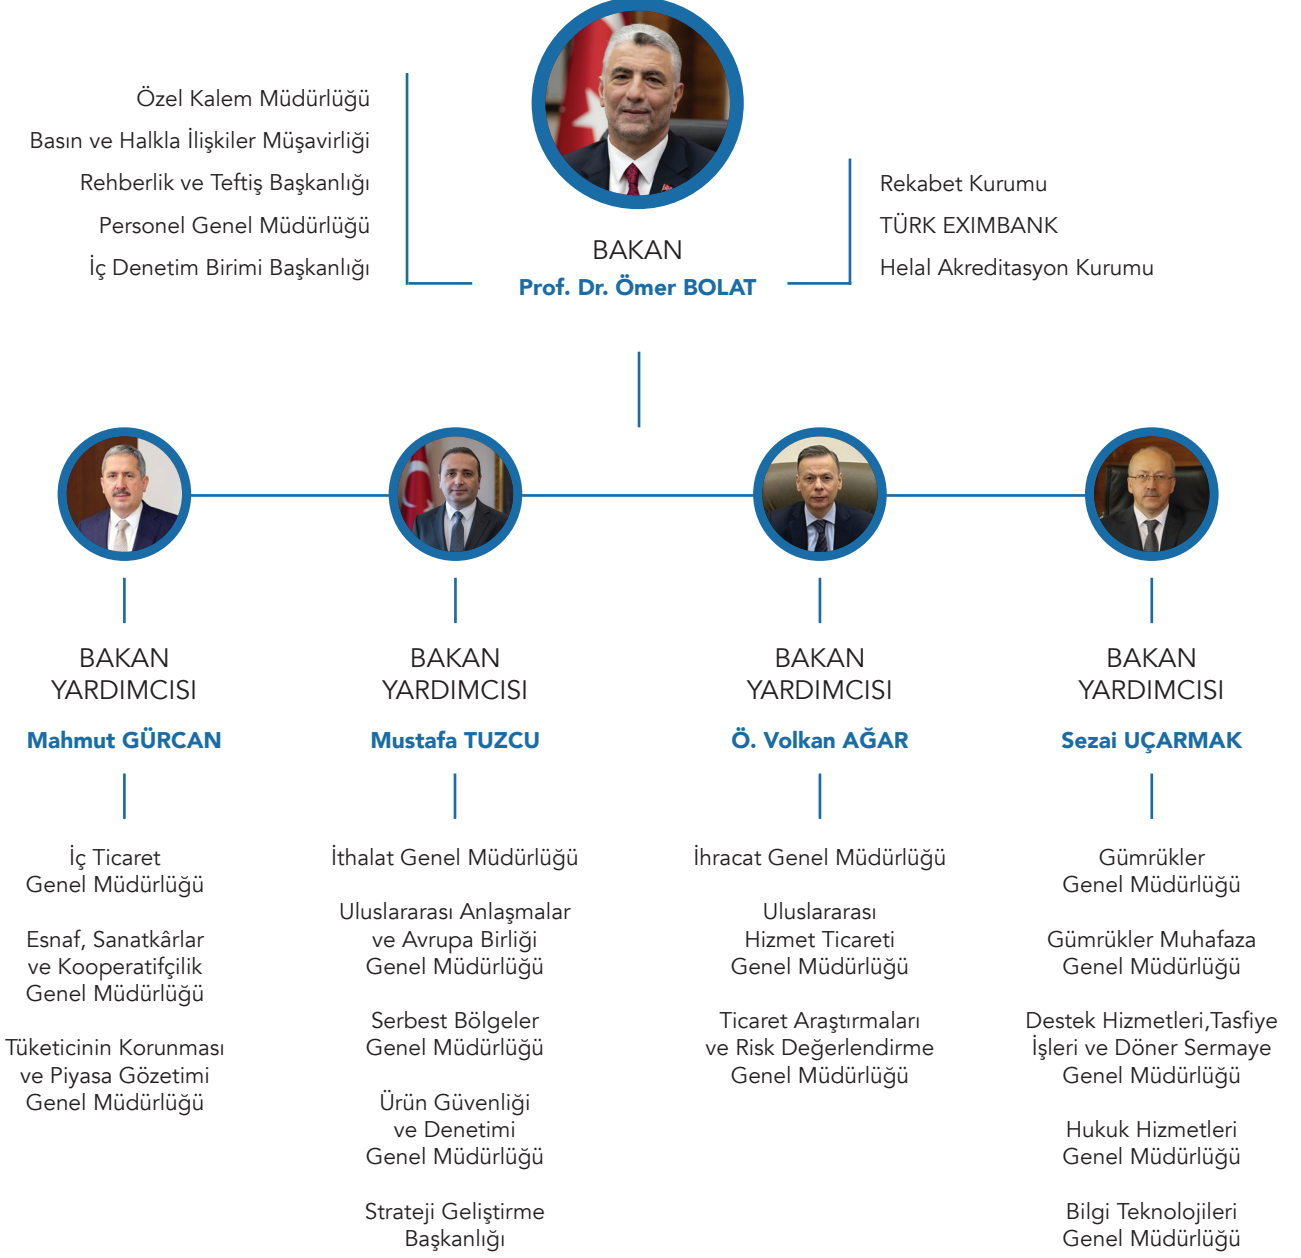 Özel Kalem Müdürlüğü
Basın ve Halkla İlişkiler Müşavirliği
Rehberlik ve Teftiş Başkanlığı
Personel Genel Müdürlüğü
İç Denetim Birimi Başkanlığı
BAKAN
Prof. Dr. Ömer BOLAT
Rekabet Kurumu
TÜRK EXIMBANK
Helal Akreditasyon Kurumu
BAKAN
YARDIMCISI
Mahmut GÜRCAN
İç Ticaret
Genel Müdürlüğü
Esnaf, Sanatkârlar
ve Kooperatifçilik
Genel Müdürlüğü
Tüketicinin Korunması
ve Piyasa Gözetimi
Genel Müdürlüğü
BAKAN
YARDIMCISI
Mustafa TUZCU
İthalat Genel Müdürlüğü
Uluslararası Anlaşmalar
ve Avrupa Birliği
Genel Müdürlüğü
Serbest Bölgeler
Genel Müdürlüğü
Ürün Güvenliği
ve Denetimi
Genel Müdürlüğü
Strateji Geliştirme
Başkanlığı
BAKAN
YARDIMCISI
Ö. Volkan AĞAR
İhracat Genel Müdürlüğü
Uluslararası
Hizmet Ticareti
Genel Müdürlüğü
Ticaret Araştırmaları
ve Risk Değerlendirme
Genel Müdürlüğü
BAKAN
YARDIMCISI
Sezai UÇARMAK
Gümrükler
Genel Müdürlüğü
Gümrükler Muhafaza
Genel Müdürlüğü
Destek Hizmetleri,Tasfiye
İşleri ve Döner Sermaye
Genel Müdürlüğü
Hukuk Hizmetleri
Genel Müdürlüğü
Bilgi Teknolojileri
Genel Müdürlüğü